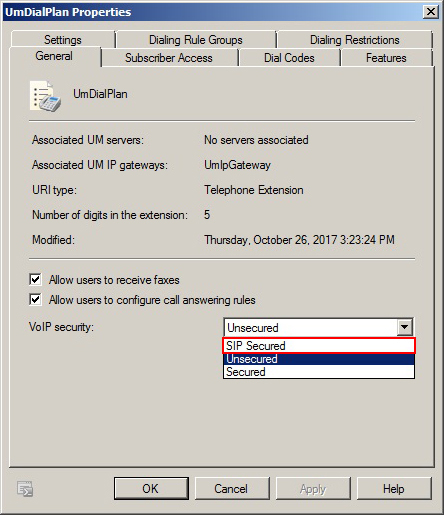 UmDialPlan Properties
Settings Dialing Rule Groups Dialing Restrictions
General Subscriber Access Dial Codes Features
UmDialPlan
Associated UM servers: No servers associated
Associated UM IP gateways: UmIpGateway
URI type: Telephone Extension
Number of digits in the extension: 5
Modified: Thursday, October 26, 2017 3:23:24 PM
Allow users to receive faxes
Allow users to configure call answering rules
VoIP security: Unsecured
SIP Secured
Unsecured
Secured
OK Cancel Apply Help